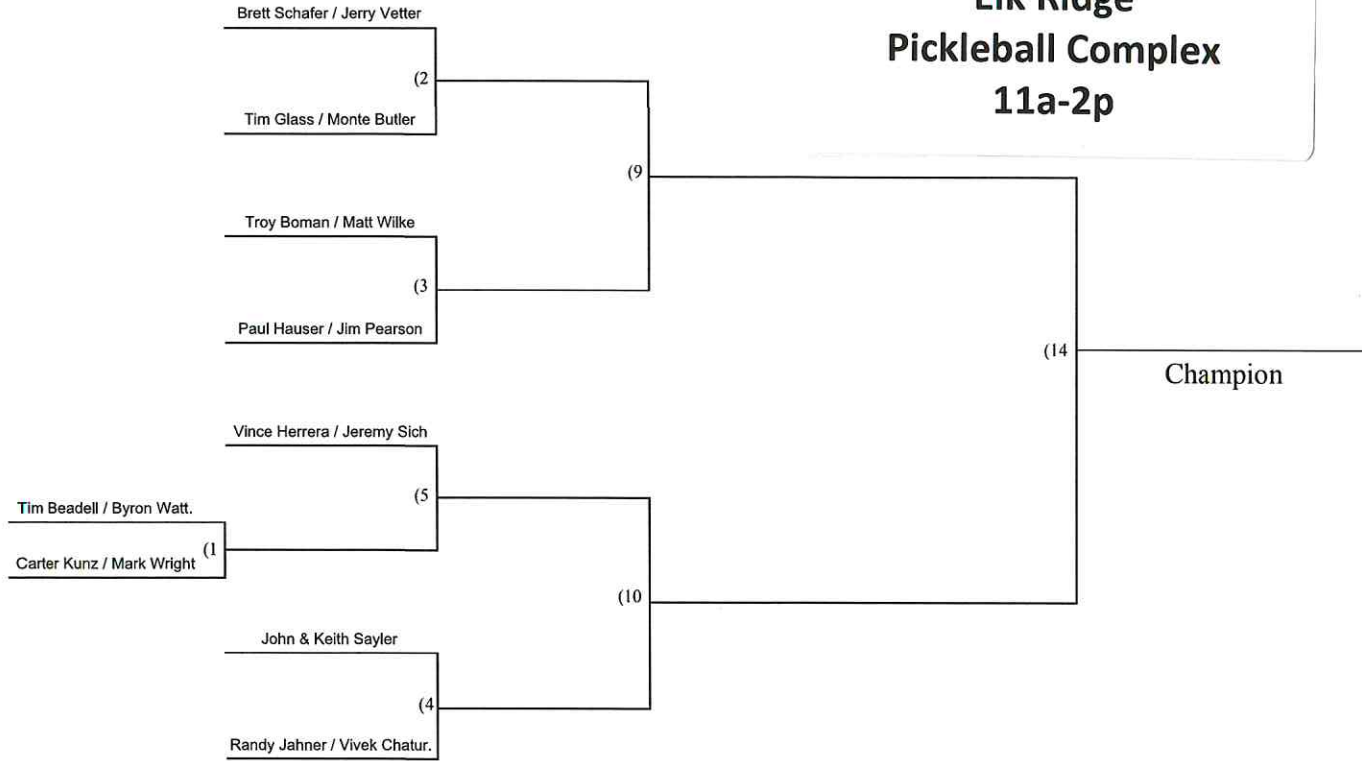 Elk Ridge
Pickleball Complex
11a-2p
Brett Schafer / Jerry Vetter
(2
Tim Glass / Monte Butler
(9
Troy Boman / Matt Wilke
(3
Paul Hauser / Jim Pearson
(14
Champion
Vince Herrera / Jeremy Sich
(5
Tim Beadell / Byron Watt.
(1
Carter Kunz / Mark Wright
(10
John & Keith Sayler
(4
Randy Jahner / Vivek Chatur.